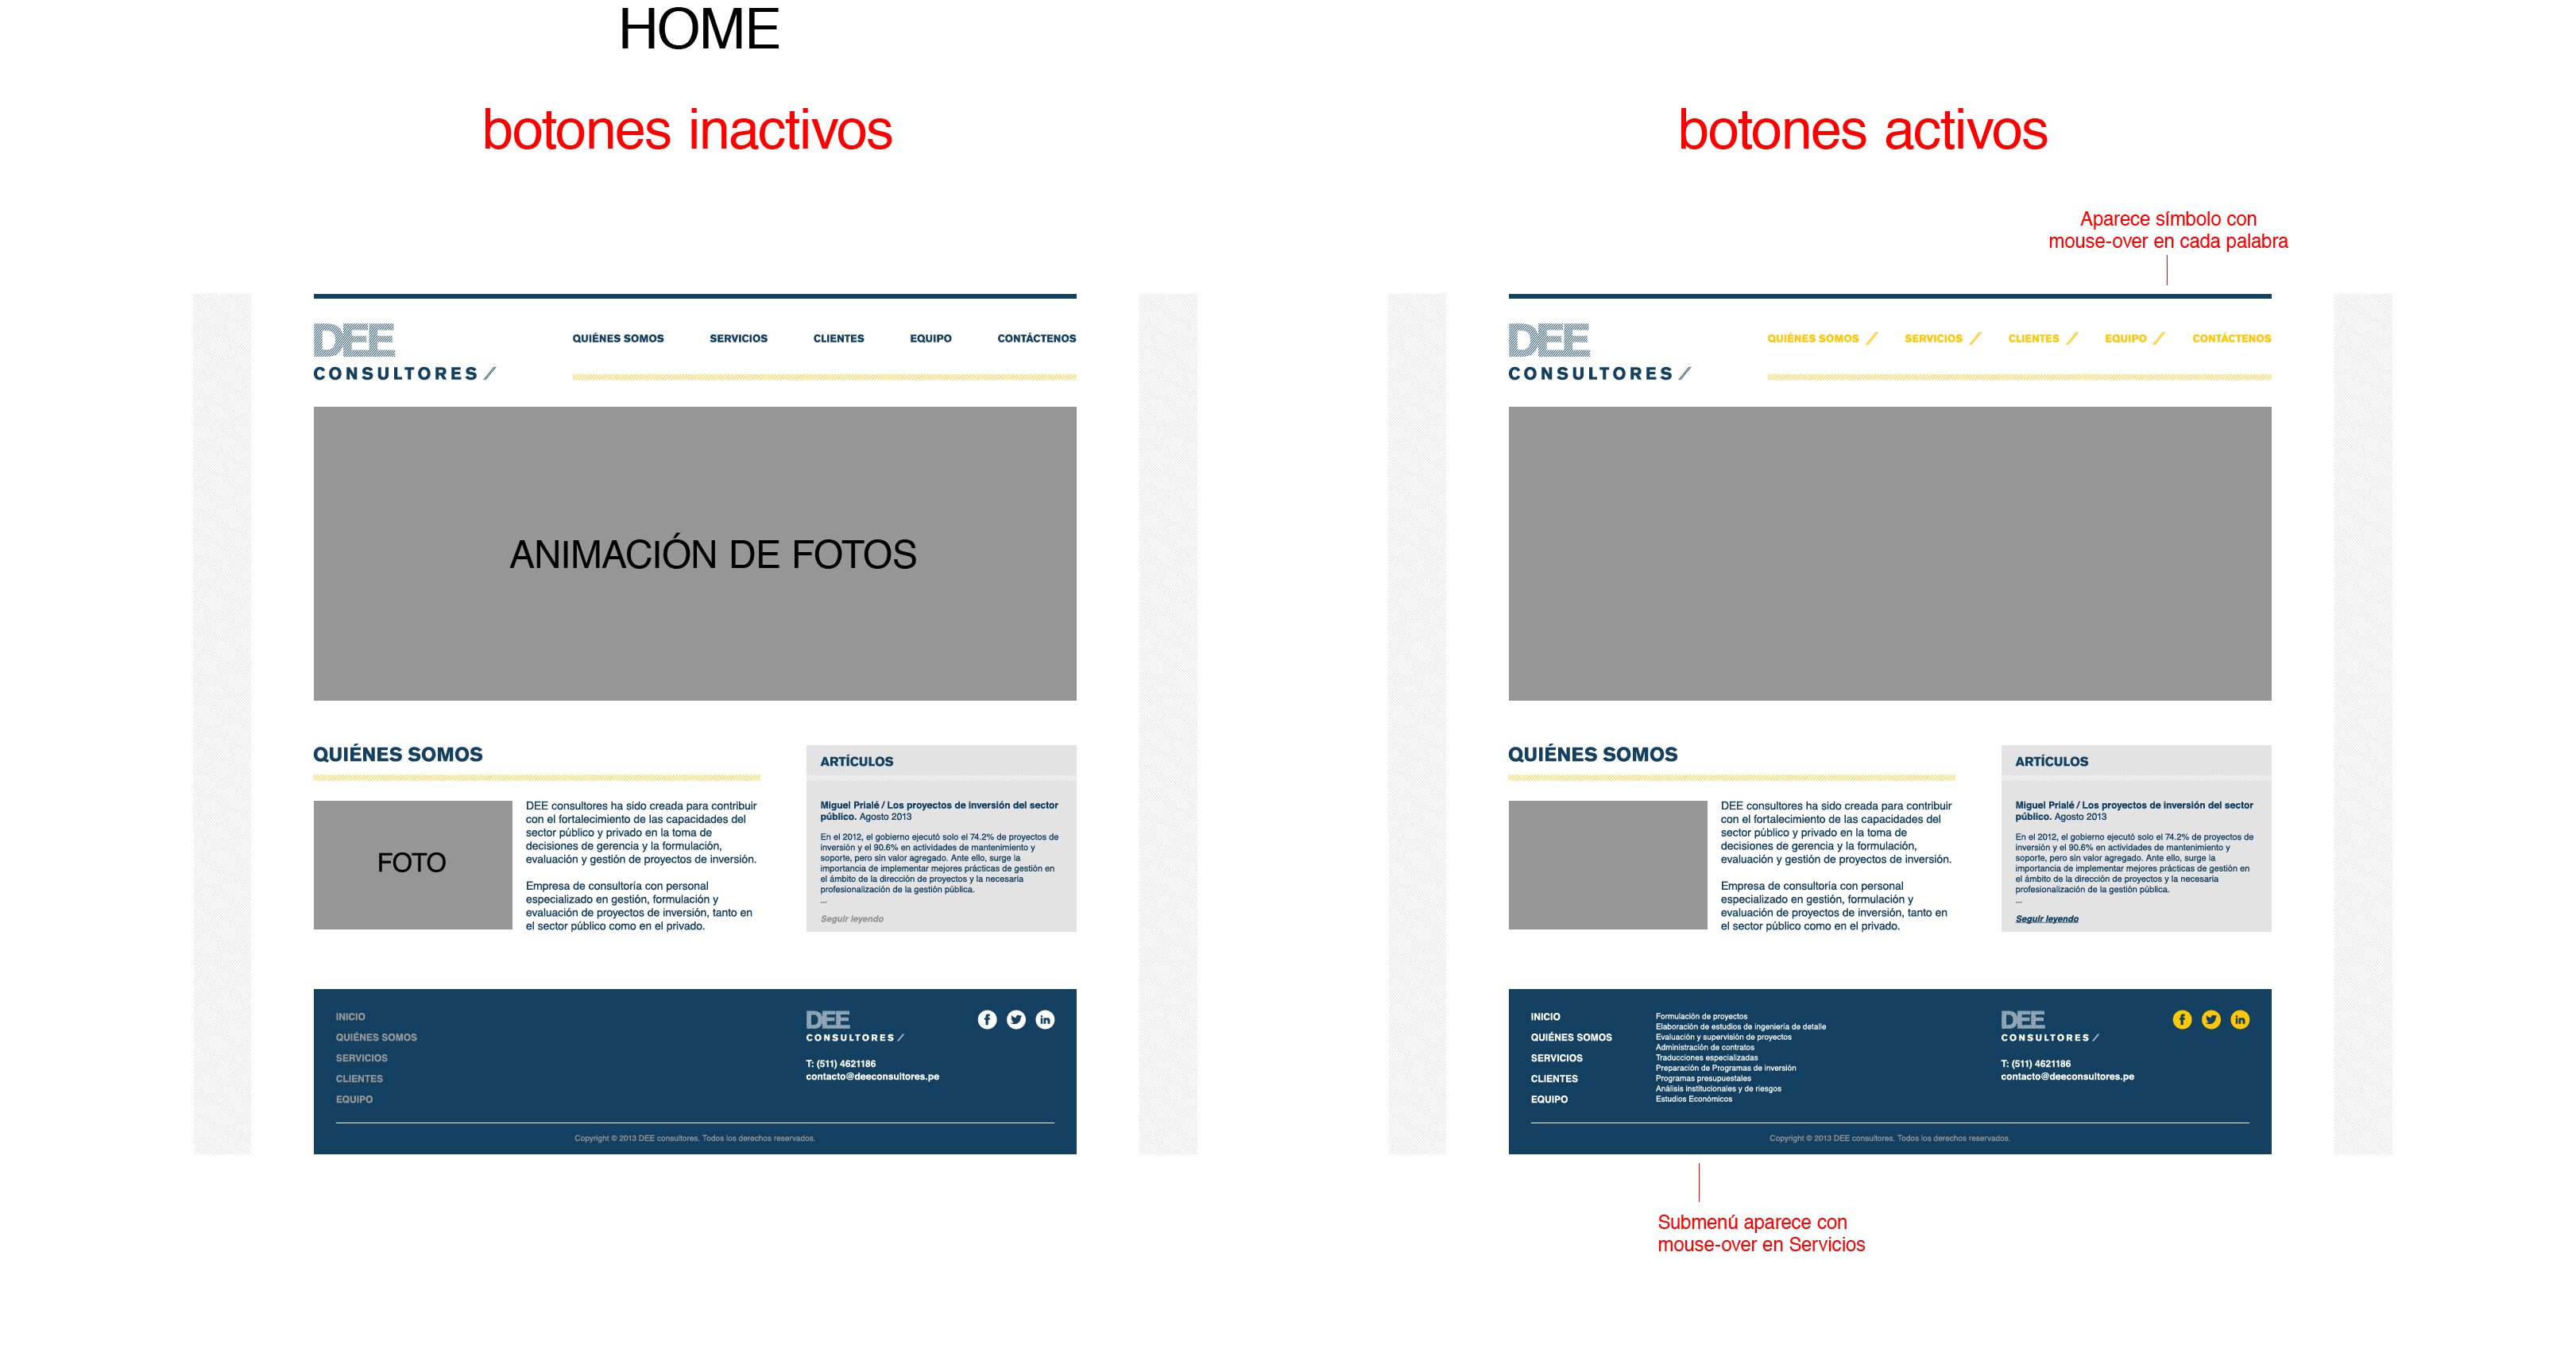 HOME
botones inactivos
QUIÉNES SOMOS
SERVICIOS
CLIENTES
EQUIPO
CONTÁCTENOS
DEE
CONSULTORES /
ANIMACIÓN DE FOTOS
QUIÉNES SOMOS
FOTO
DEE consultores ha sido creada para contribuir
con el fortalecimiento de las capacidades del
sector público y privado en la toma de
decisiones de gerencia y la formulación,
evaluación y gestión de proyectos de inversión.
Empresa de consultoría con personal
especializado en gestión, formulación y
evaluación de proyectos de inversión, tanto en
el sector público como en el privado.
ARTÍCULOS
Miguel Prialé / Los proyectos de inversión del sector
público. Agosto 2013
En el 2012, el gobierno ejecutó solo el 74.2% de proyectos de
inversión y el 90.6% en actividades de mantenimiento y
soporte, pero sin valor agregado. Ante ello, surge la
importancia de implementar mejores prácticas de gestión en
el ámbito de la dirección de proyectos y la necesaria
profesionalización de la gestión pública.
...
Seguir leyendo
INICIO
QUIÉNES SOMOS
SERVICIOS
CLIENTES
EQUIPO
DEE
CONSULTORES /
T: (511) 4621186
contacto@deeconsultores.pe
f
in
Copyright © 2013 DEE consultores. Todos los derechos reservados.
botones activos
Aparece símbolo con
mouse-over en cada palabra
DEE
CONSULTORES /
QUIÉNES SOMOS /
SERVICIOS /
CLIENTES /
EQUIPO /
CONTÁCTENOS
QUIÉNES SOMOS
DEE consultores ha sido creada para contribuir
con el fortalecimiento de las capacidades del
sector público y privado en la toma de
decisiones de gerencia y la formulación,
evaluación y gestión de proyectos de inversión.
Empresa de consultoría con personal
especializado en gestión, formulación y
evaluación de proyectos de inversión, tanto en
el sector público como en el privado.
ARTÍCULOS
Miguel Prialé / Los proyectos de inversión del sector
público. Agosto 2013
En el 2012, el gobierno ejecutó solo el 74.2% de proyectos de
inversión y el 90.6% en actividades de mantenimiento y
soporte, pero sin valor agregado. Ante ello, surge la
importancia de implementar mejores prácticas de gestión en
el ámbito de la dirección de proyectos y la necesaria
profesionalización de la gestión pública.
...
Seguir leyendo
INICIO
QUIÉNES SOMOS
SERVICIOS
CLIENTES
EQUIPO
Formulación de proyectos
Elaboración de estudios de ingeniería de detalle
Evaluación y supervisión de proyectos
Administración de contratos
Traducciones especializadas
Preparación de Programas de inversión
Programas presupuestales
Análisis institucionales y de riesgos
Estudios Económicos
DEE
CONSULTORES /
T: (511) 4621186
contacto@deeconsultores.pe
f
in
Copyright © 2013 DEE consultores. Todos los derechos reservados.
Submenú aparece con
mouse-over en Servicios